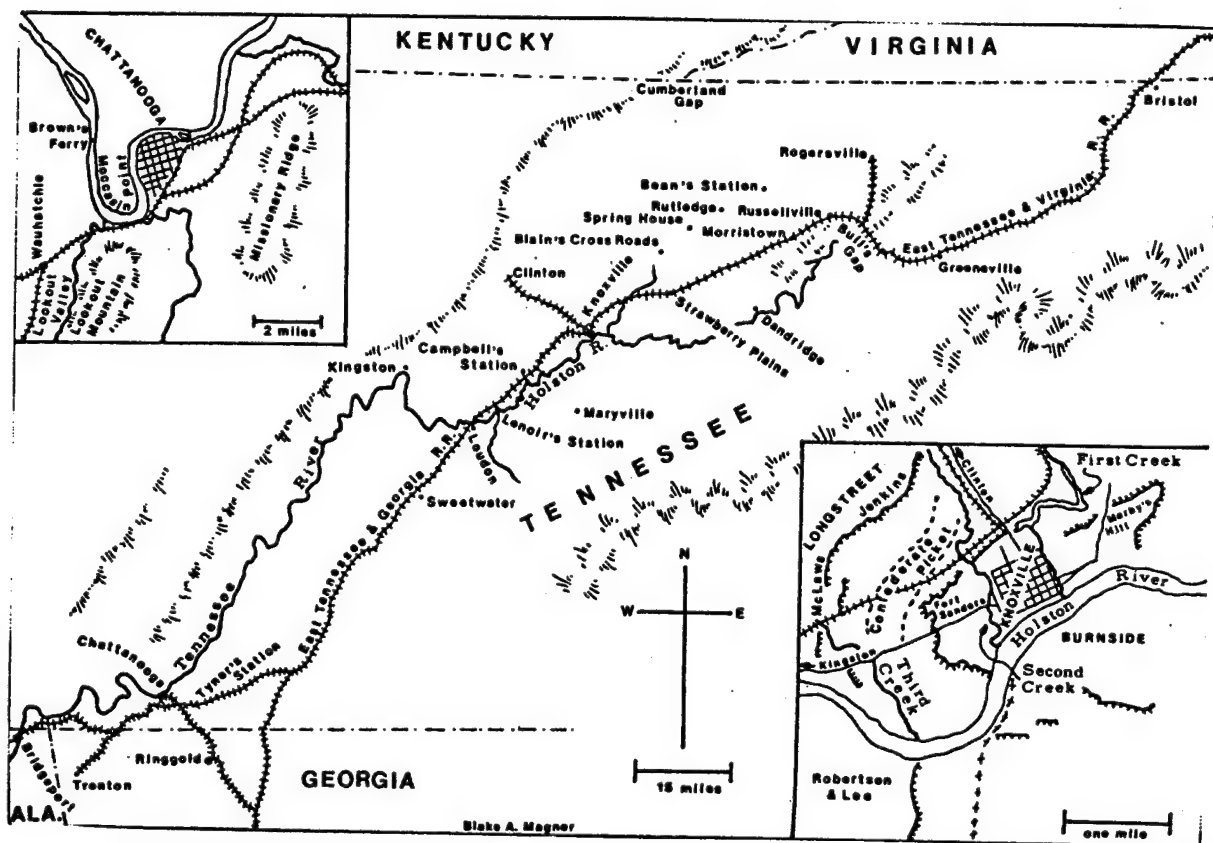 KENTUCKY
VIRGINIA
CHATTANOOGA
Brown's
Ferry
Moccasin
Point
Wauhatchie
Lookout
Valley
Lookout
Mountain
Missionary Ridge
2 miles
Cumberland
Gap
Bristol
Rogersville
Bean's Station
Rutledge
Russellville
Spring House
Morristown
Blain's Cross Roads
Bull's
Gap
East Tennessee & Virginia R. R.
Greeneville
Clinton
Knoxville
Strawberry Plains
Dandridge
Campbell's
Station
Kingston
Holston R.
Maryville
Lenoir's Station
Loudon
Sweetwater
TENNESSEE
Tennessee River
East Tennessee & Georgia R.R.
Chattanooga
Tyner's
Station
Bridgeport
Trenton
Ringgold
GEORGIA
ALA.
N
W
E
15 miles
Blake A. Magner
First Creek
Clinton
LONGSTREET
Jenkins
McLaws
Confederate
Picket
Fort
Sanders
KNOXVILLE
Holston
River
BURNSIDE
Kingston
Third
Creek
Second
Creek
Robertson
& Lee
one mile